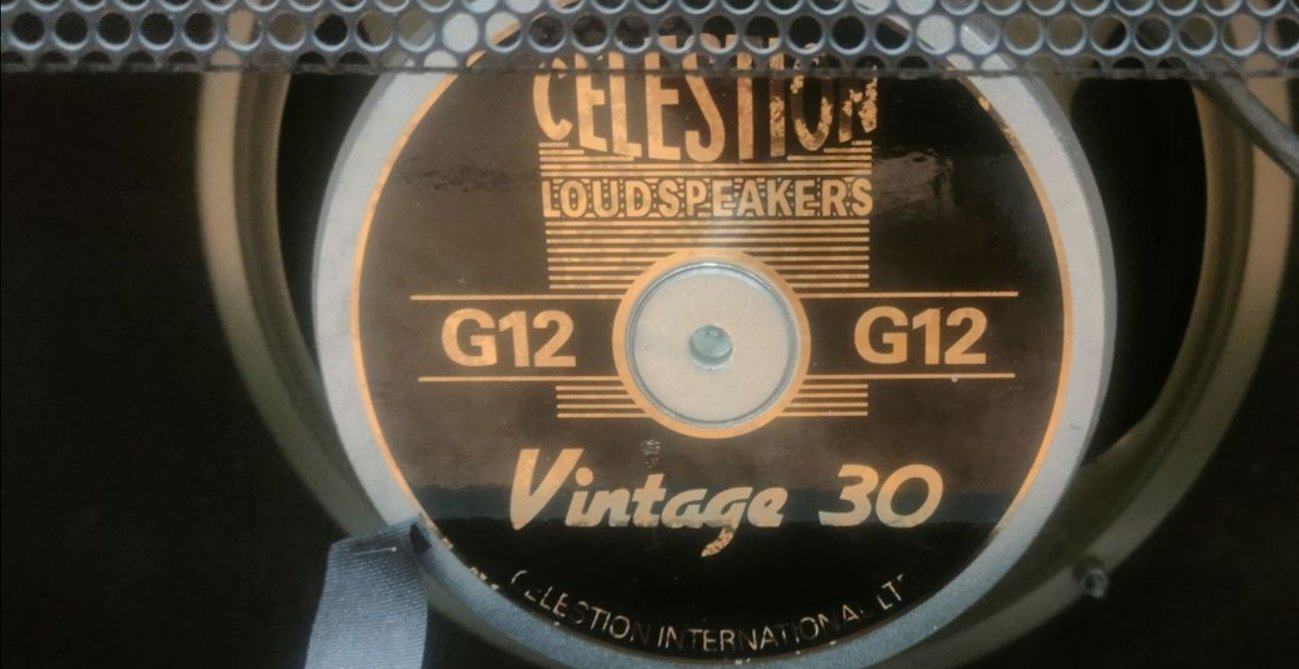 CELESTION
LOUDSPEAKERS
G12 G12
Vintage 30
CELESTION INTERNATIONAL LTD